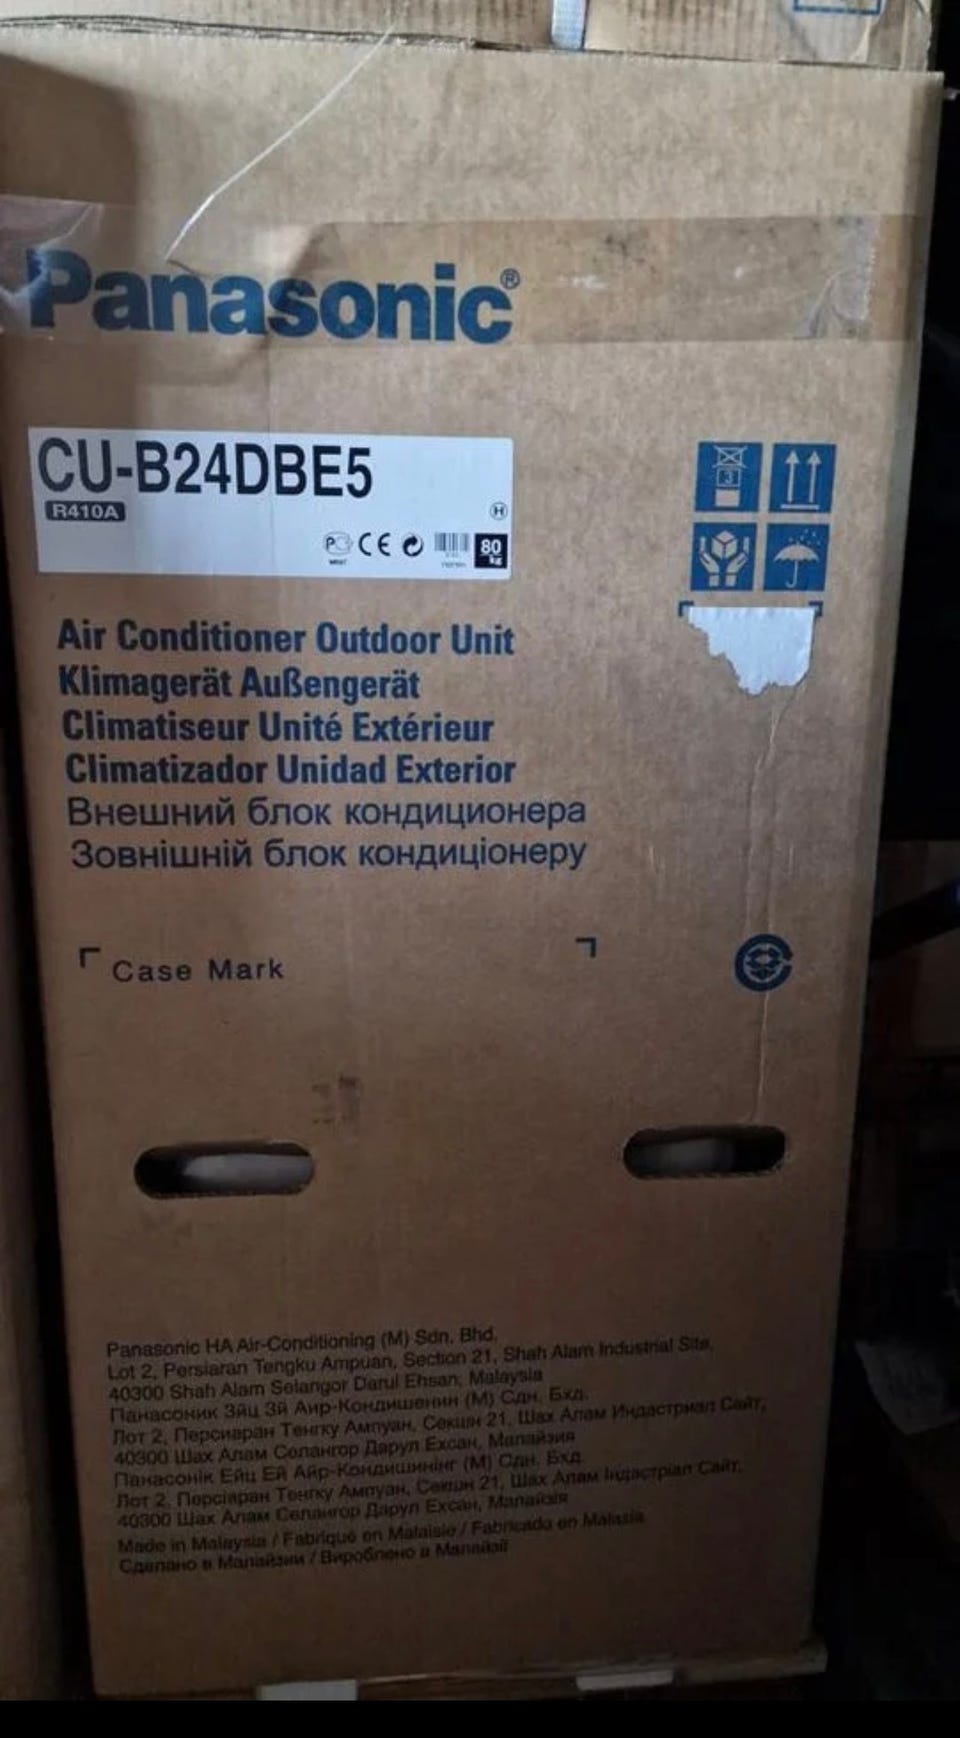 Panasonic®
CU-B24DBE5
R410A
H
CE
80
kg
3
Air Conditioner Outdoor Unit
Klimagerät Außengerät
Climatiseur Unité Extérieur
Climatizador Unidad Exterior
Внешний блок кондиционера
Зовнішній блок кондиціонеру
Case Mark
Panasonic HA Air-Conditioning (M) Sdn. Bhd.
Lot 2, Persiaran Tengku Ampuan, Section 21, Shah Alam Industrial Site,
40300 Shah Alam Selangor Darul Ehsan, Malaysia
Панасоник Эйч Эй Аир-Кондишенин (М) Сдн. Бхд.
Лот 2, Персиаран Тенгку Ампуан, Секшн 21, Шах Алам Индастриал Сайт,
40300 Шах Алам Селангор Дарул Ехсан, Малайзия
Панасонік Ейц Ей Айр-Кондишинінг (М) Сдн. Бхд.
Лот 2, Персіаран Тенгку Ампуан, Секшн 21, Шах Алам Індастріал Сайт,
40300 Шах Алам Селангор Дарул Ехсан, Малайзія
Made in Malaysia / Fabriqué en Malaisie / Fabricado en Malasia
Сделано в Малайзии / Вироблено в Малайзії